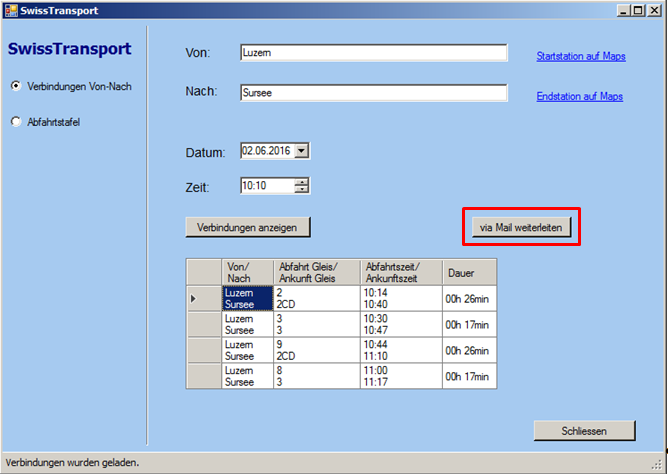 SwissTransport
SwissTransport
Verbindungen Von-Nach
Abfahrtstafel
Von: Luzern Startstation auf Maps
Nach: Sursee Endstation auf Maps
Datum: 02.06.2016
Zeit: 10:10
Verbindungen anzeigen via Mail weiterleiten
Von/ Abfahrt Gleis/ Abfahrtszeit/ Dauer
Nach Ankunft Gleis Ankunftszeit
Luzern 2 10:14 00h 26min
Sursee 2CD 10:40
Luzern 3 10:30 00h 17min
Sursee 3 10:47
Luzern 9 10:44 00h 26min
Sursee 2CD 11:10
Luzern 8 11:00 00h 17min
Sursee 3 11:17
Schliessen
Verbindungen wurden geladen.